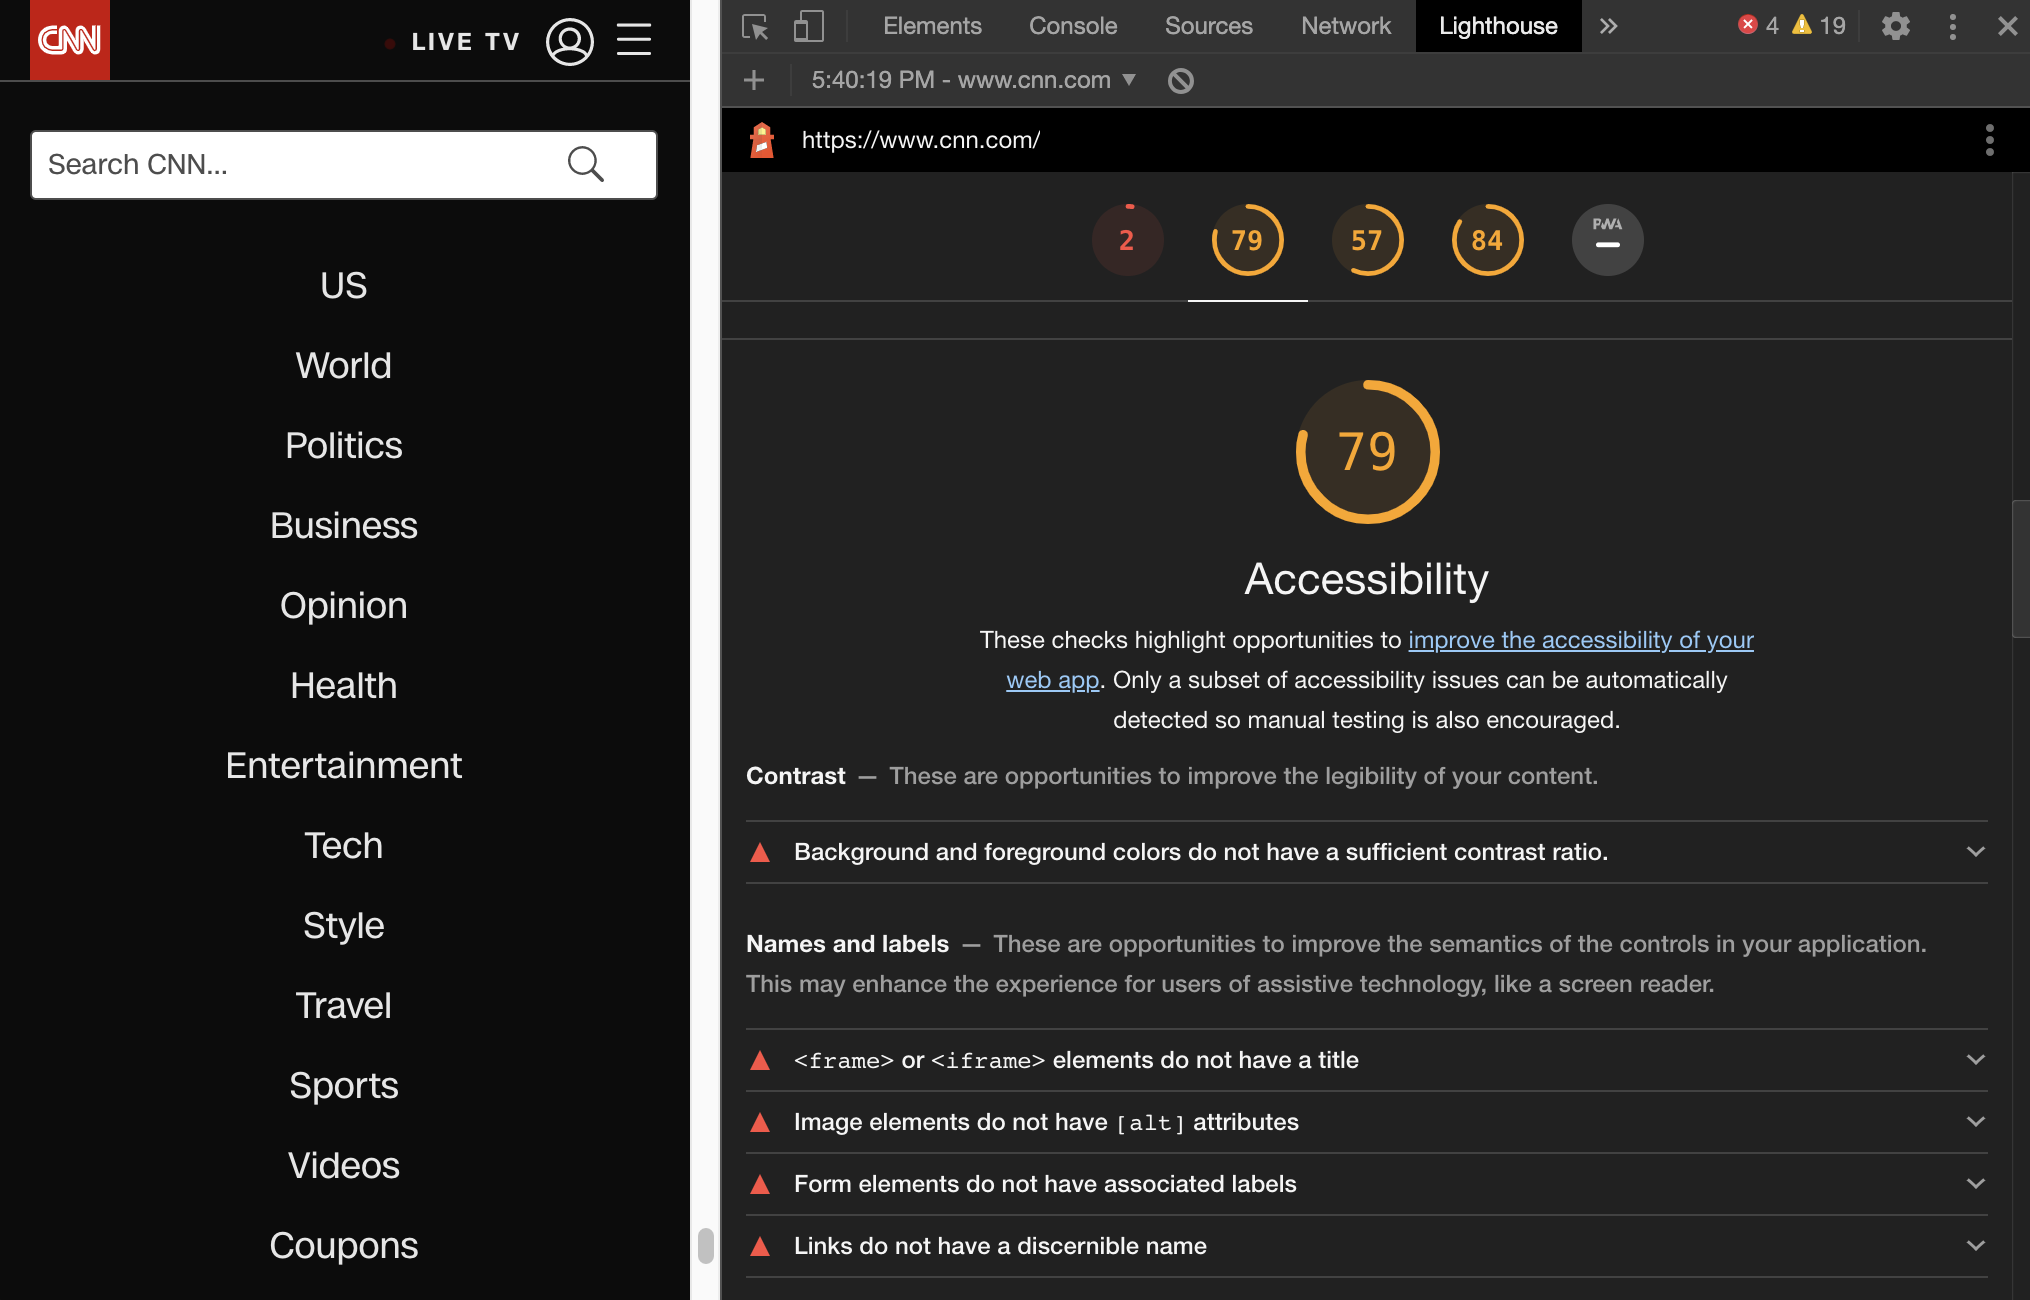 CNN
LIVE TV
Search CNN...
US
World
Politics
Business
Opinion
Health
Entertainment
Tech
Style
Travel
Sports
Videos
Coupons
Elements Console Sources Network Lighthouse » 4 19
+ 5:40:19 PM - www.cnn.com ▼
https://www.cnn.com/
2 79 57 84 PWA
79
Accessibility
These checks highlight opportunities to improve the accessibility of your
web app. Only a subset of accessibility issues can be automatically
detected so manual testing is also encouraged.
Contrast — These are opportunities to improve the legibility of your content.
Background and foreground colors do not have a sufficient contrast ratio.
Names and labels — These are opportunities to improve the semantics of the controls in your application.
This may enhance the experience for users of assistive technology, like a screen reader.
<frame> or <iframe> elements do not have a title
Image elements do not have [alt] attributes
Form elements do not have associated labels
Links do not have a discernible name